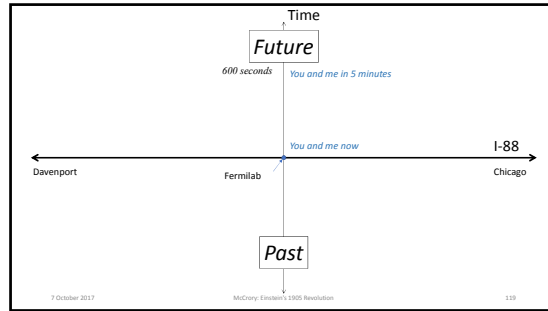 Time
Future
600 seconds
You and me in 5 minutes
You and me now
I-88
Davenport
Fermilab
Chicago
Past
7 October 2017
McCrory: Einstein's 1905 Revolution
119